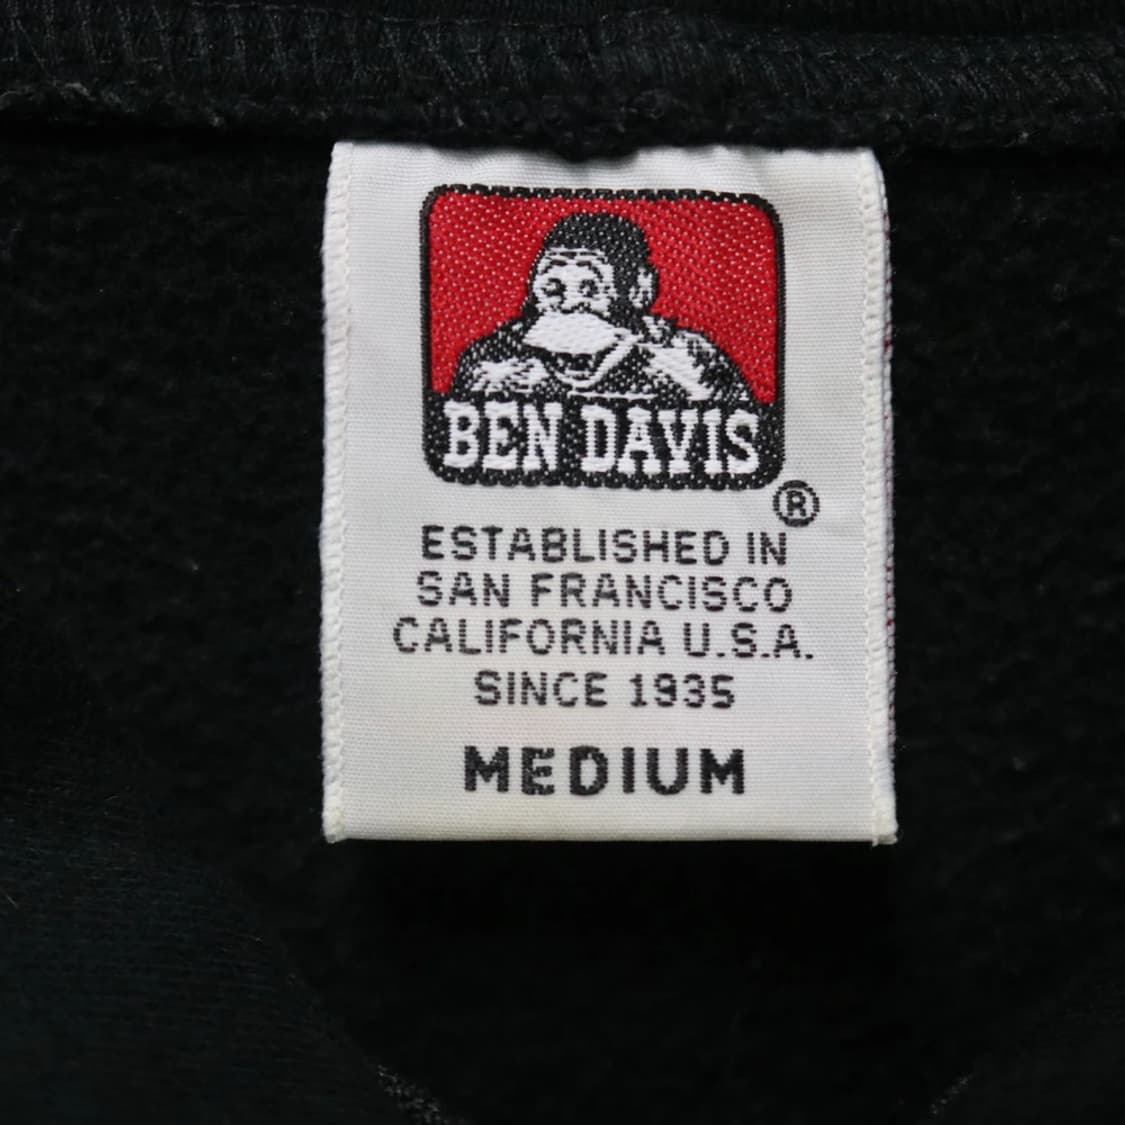 BEN DAVIS
®
ESTABLISHED IN
SAN FRANCISCO
CALIFORNIA U.S.A.
SINCE 1935
MEDIUM